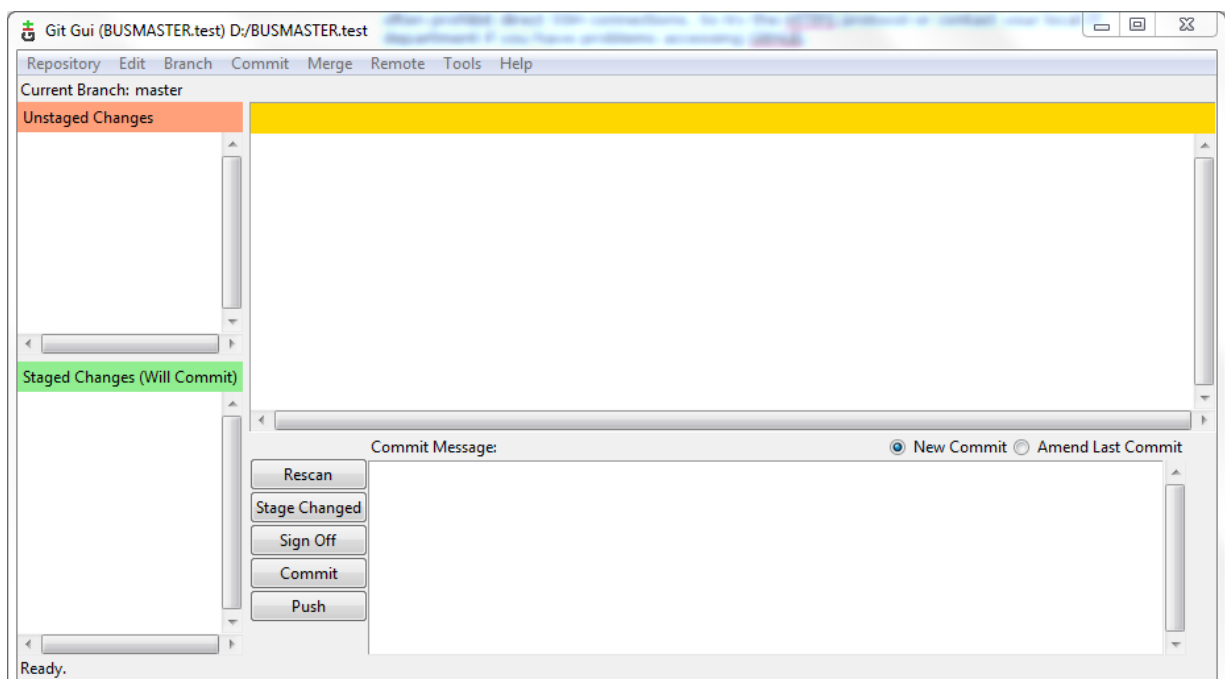 Git Gui (BUSMASTER.test) D:/BUSMASTER.test
Repository Edit Branch Commit Merge Remote Tools Help
Current Branch: master
Unstaged Changes
Staged Changes (Will Commit)
Commit Message:
New Commit
Amend Last Commit
Rescan
Stage Changed
Sign Off
Commit
Push
Ready.